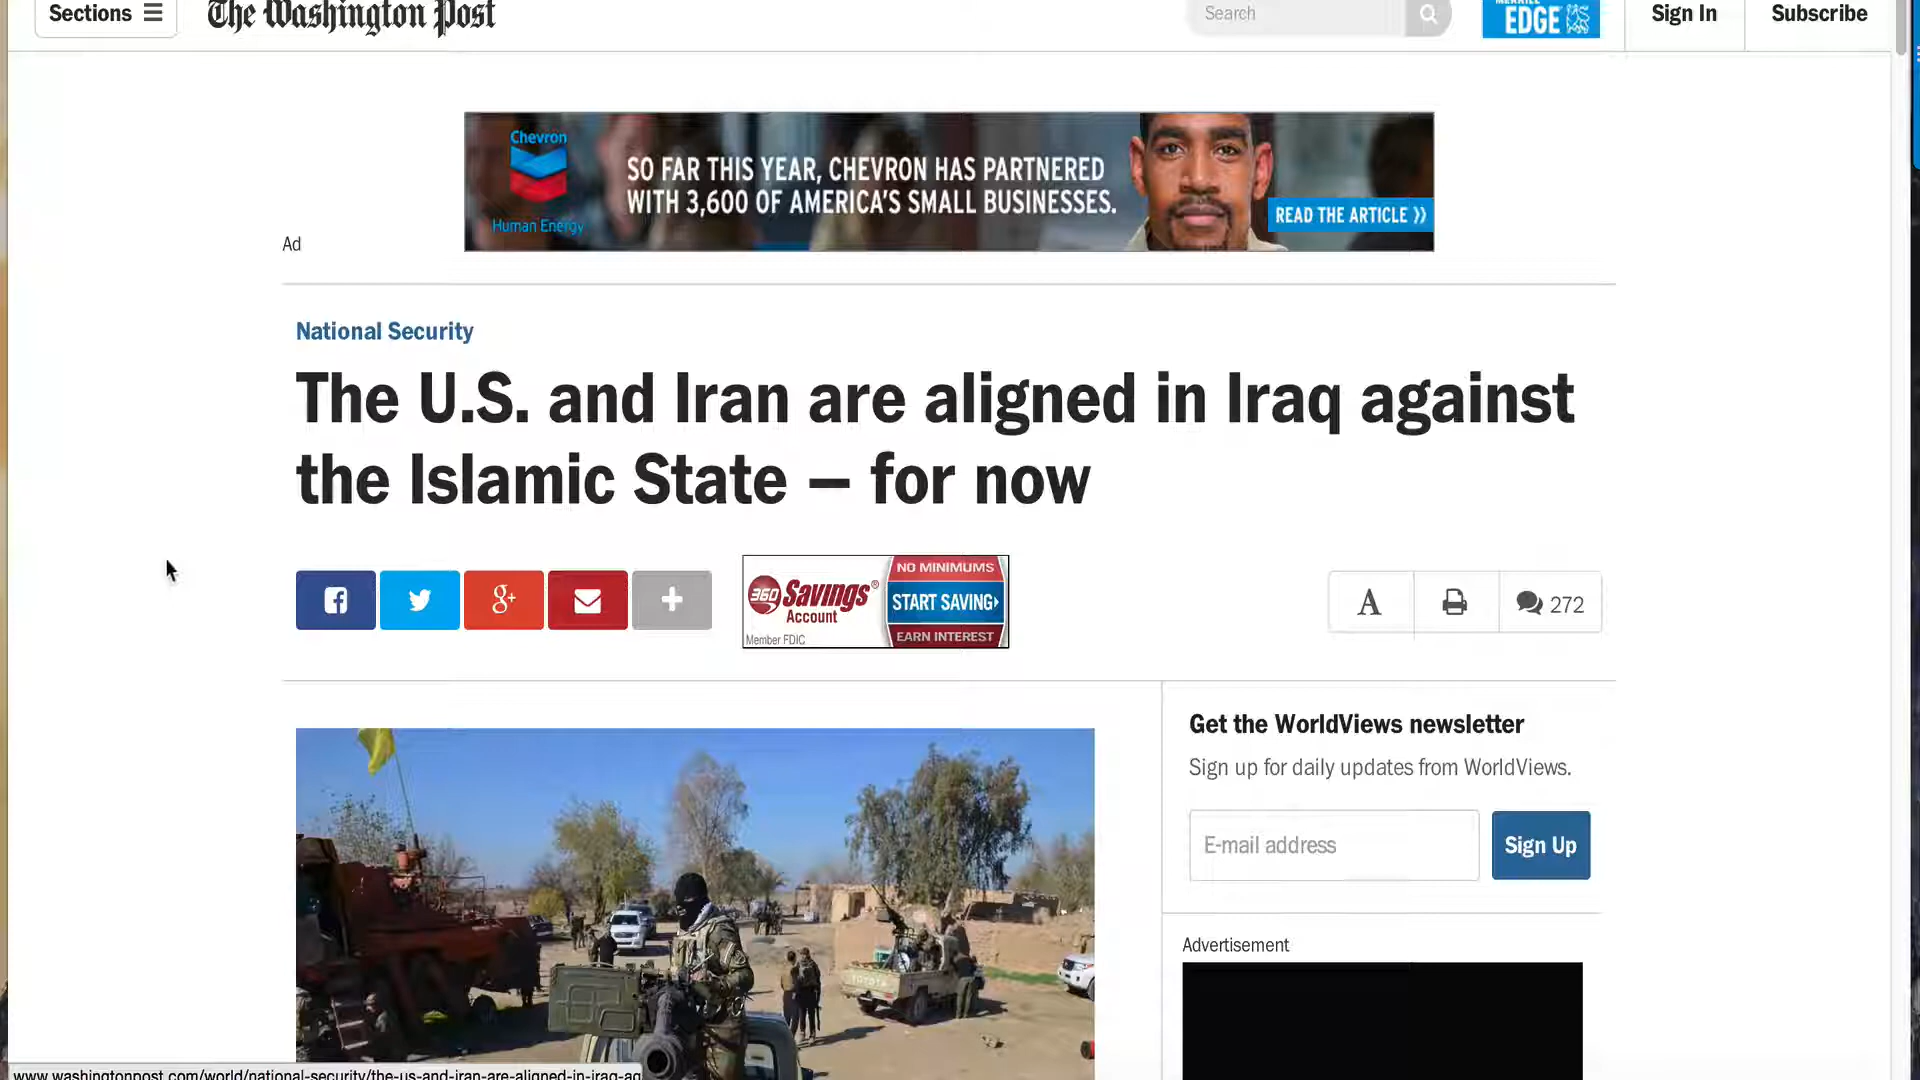 Sections
The Washington Post
Search
EDGE
Sign In
Subscribe
Chevron
Human Energy
SO FAR THIS YEAR, CHEVRON HAS PARTNERED
WITH 3,600 OF AMERICA'S SMALL BUSINESSES.
READ THE ARTICLE
Ad
National Security
The U.S. and Iran are aligned in Iraq against
the Islamic State — for now
g+
360 Savings®
Account
Member FDIC
NO MINIMUMS
START SAVING
EARN INTEREST
A
272
Get the WorldViews newsletter
Sign up for daily updates from WorldViews.
E-mail address
Sign Up
Advertisement
TOYOTA
www.washingtonpost.com/world/national-security/the-us-and-iran-are-aligned-in-iraq-ag